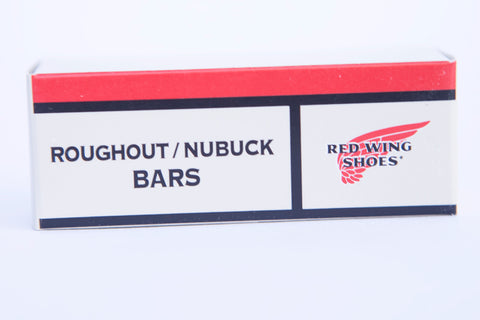 ROUGHOUT / NUBUCK
BARS
RED WING
SHOES